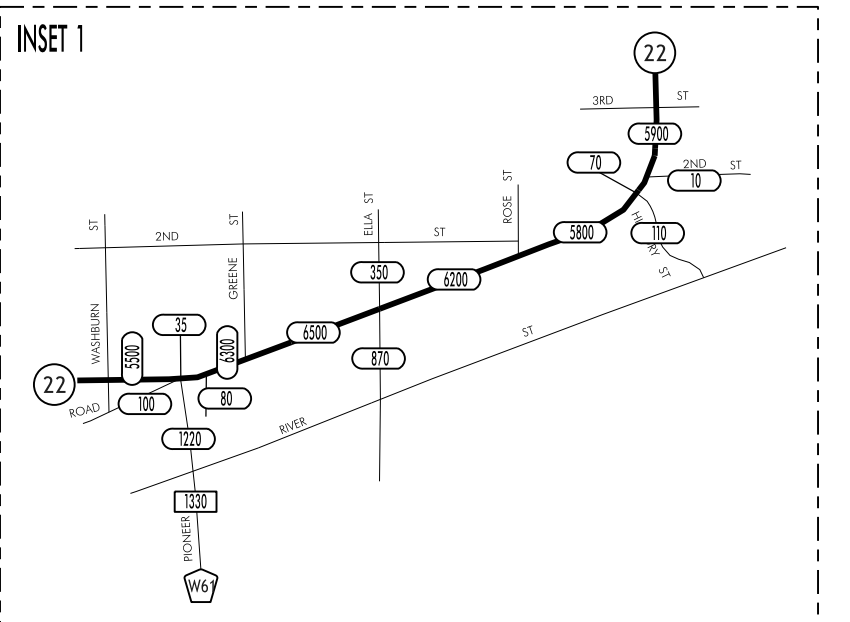 INSET 1
22
3RD ST
5900
70
2ND ST
10
ROSE ST
ELLA ST
ST
ST
2ND
ST
5800
110
ST
350
6200
GREENE
WASHBURN
35
6500
6300
5500
870
ST
22
ROAD
100
80
RIVER
1220
1330
PIONEER
W61